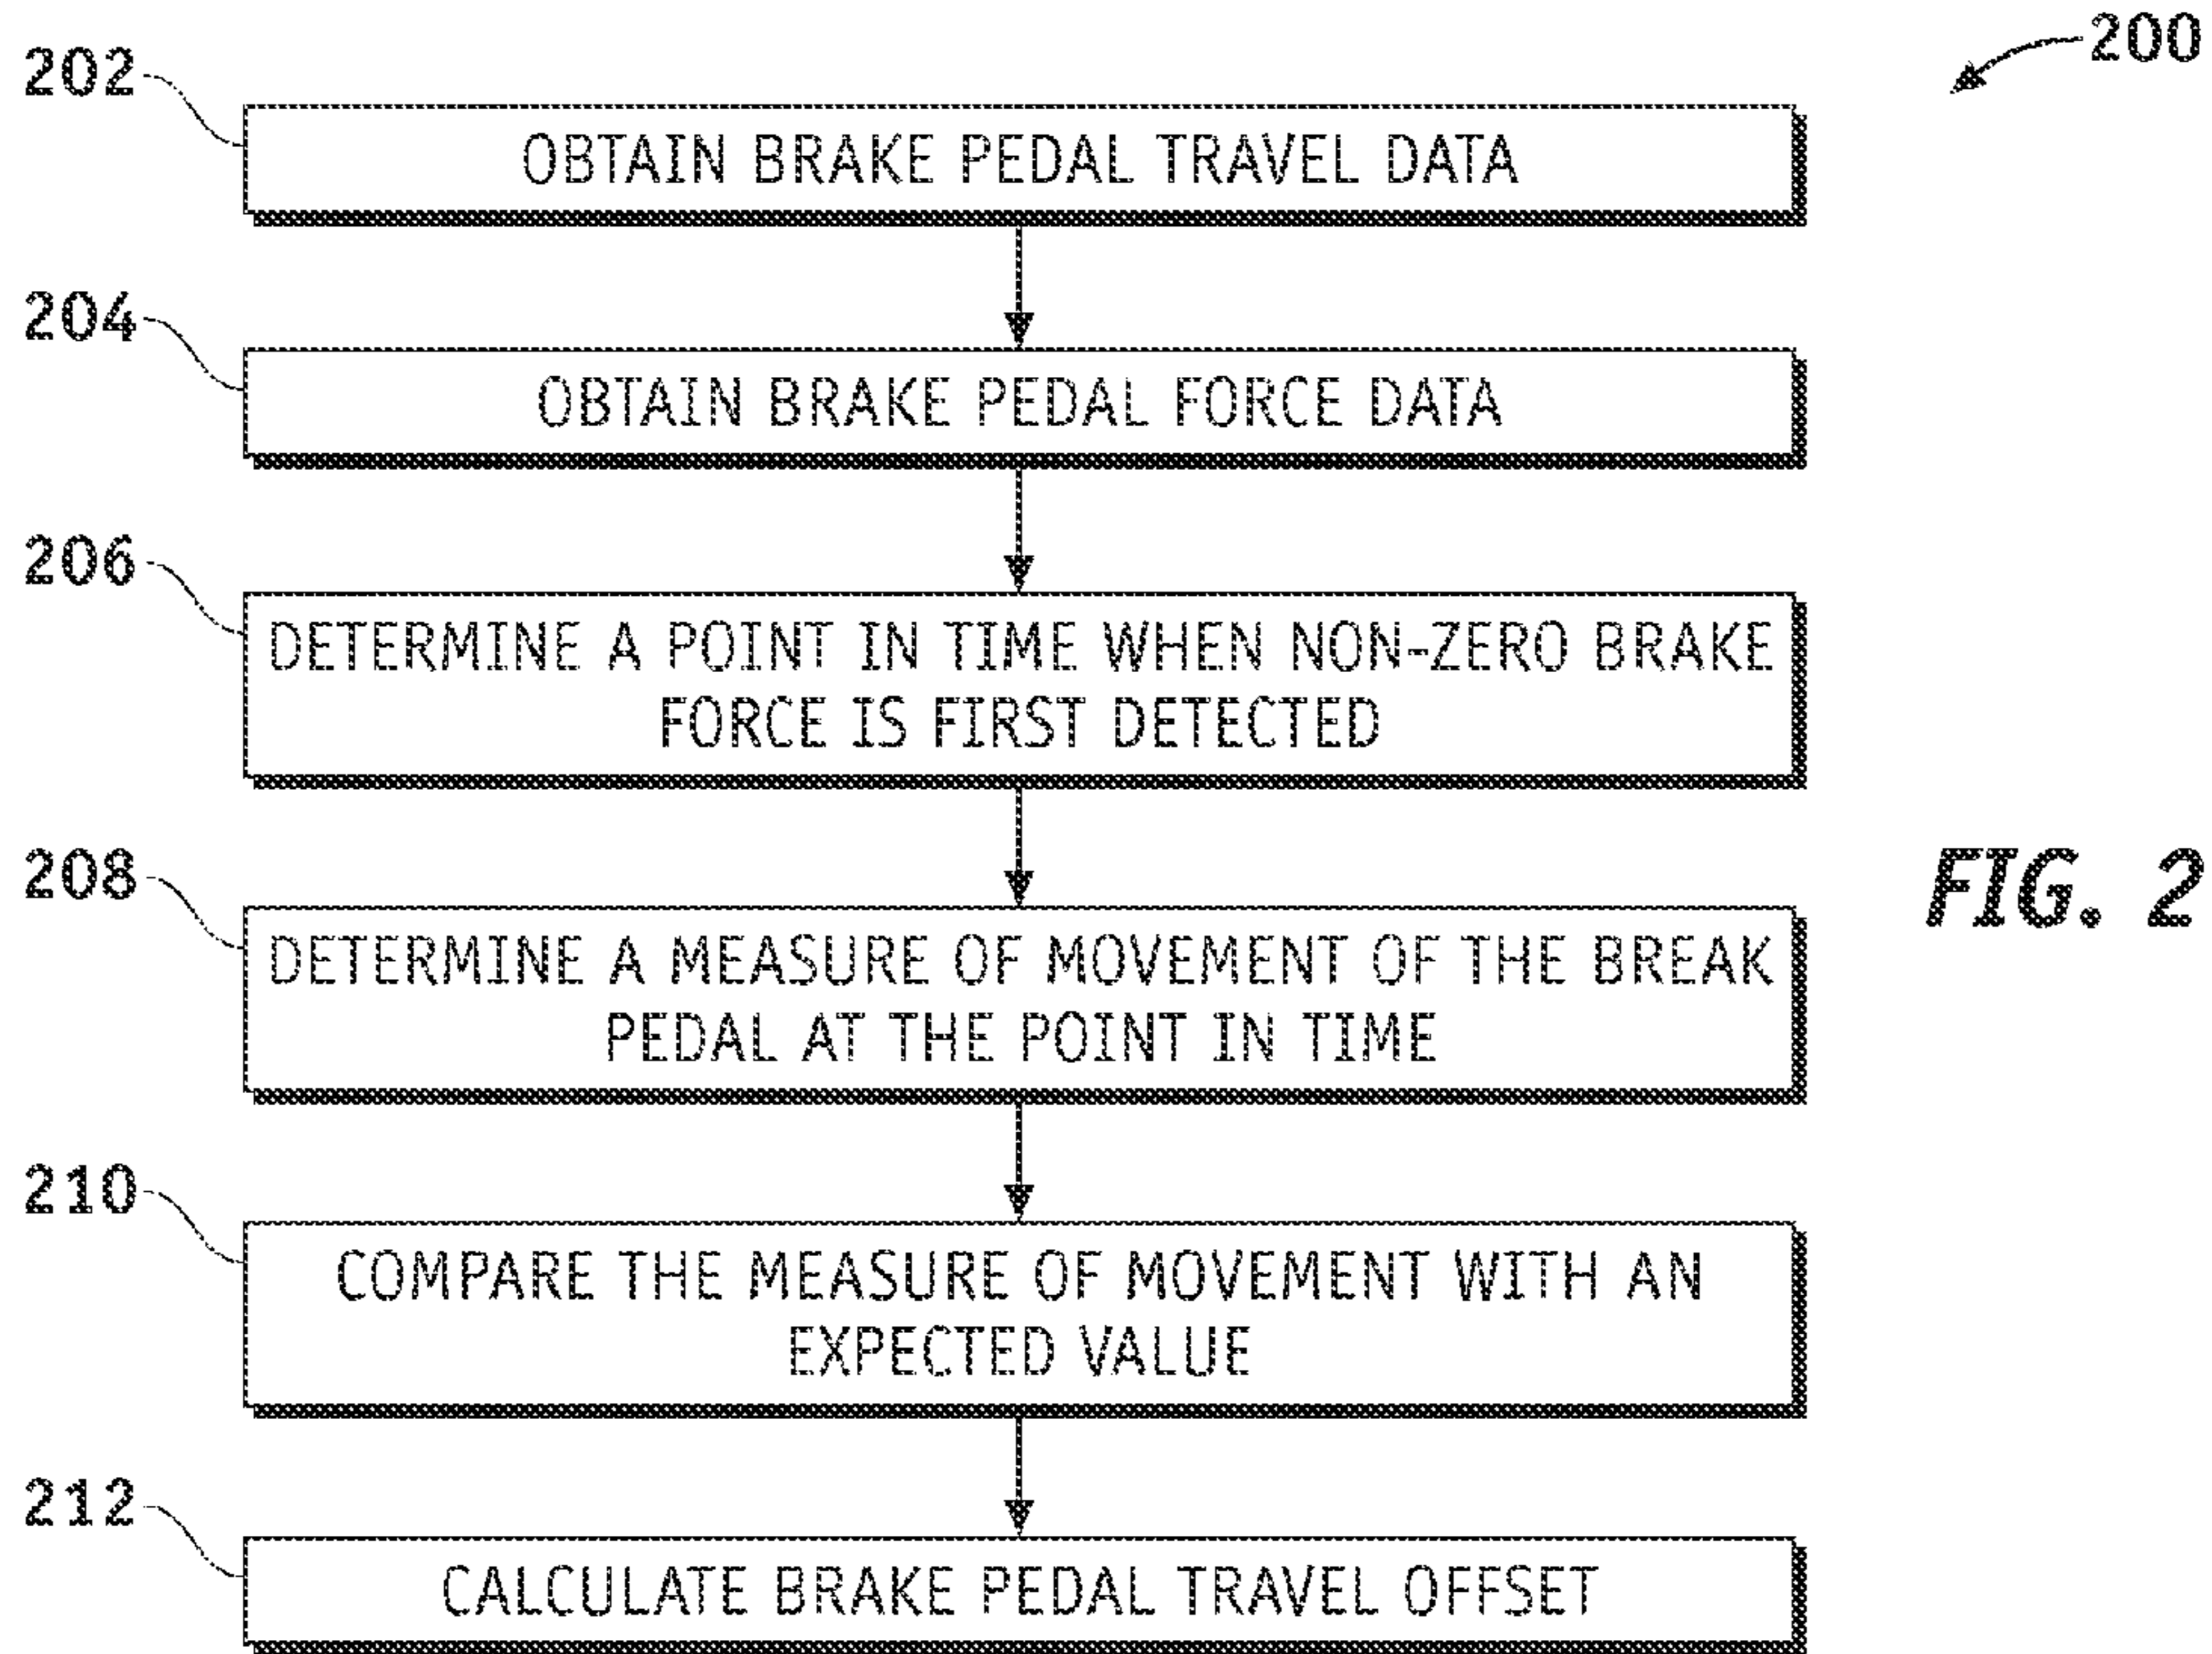 200
202
OBTAIN BRAKE PEDAL TRAVEL DATA
204
OBTAIN BRAKE PEDAL FORCE DATA
206
DETERMINE A POINT IN TIME WHEN NON-ZERO BRAKE
FORCE IS FIRST DETECTED
208
DETERMINE A MEASURE OF MOVEMENT OF THE BREAK
PEDAL AT THE POINT IN TIME
FIG. 2
210
COMPARE THE MEASURE OF MOVEMENT WITH AN
EXPECTED VALUE
212
CALCULATE BRAKE PEDAL TRAVEL OFFSET